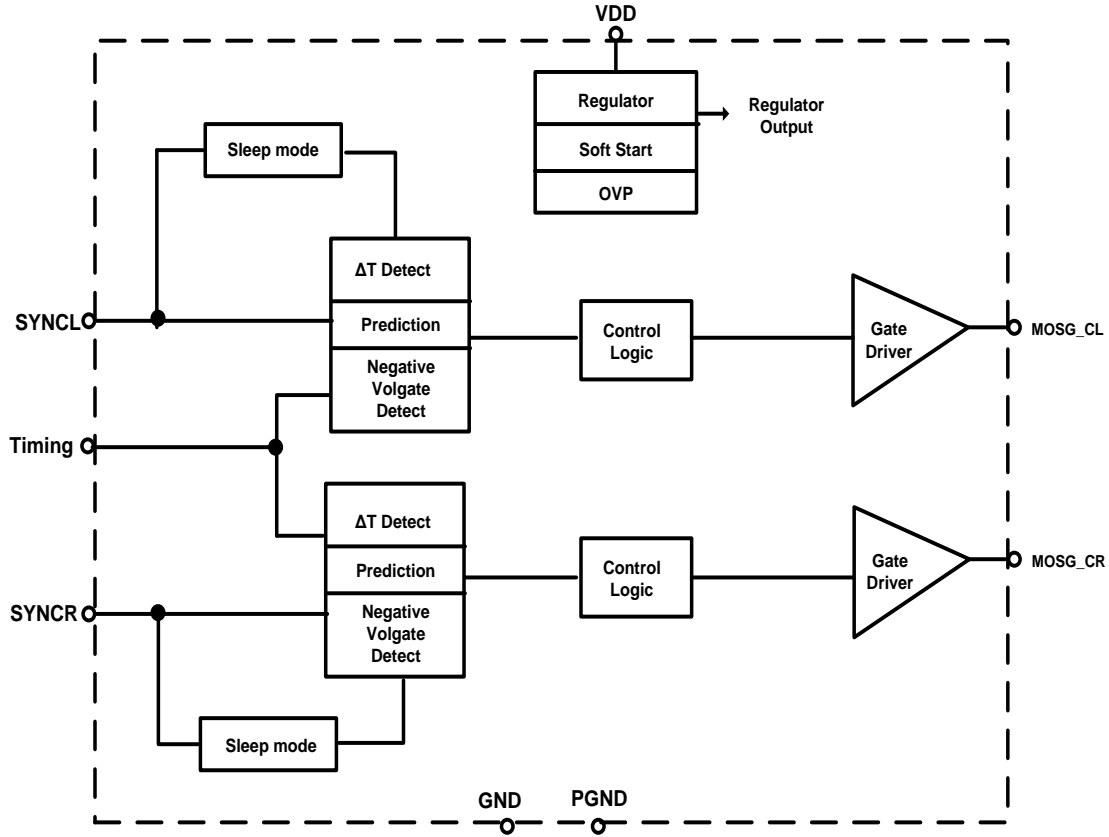 VDD
Regulator
Soft Start
OVP
Regulator
Output
Sleep mode
ΔT Detect
Prediction
Negative
Volgate
Detect
SYNCL
Control
Logic
Gate
Driver
MOSG_CL
Timing
ΔT Detect
Prediction
Negative
Volgate
Detect
SYNCR
Control
Logic
Gate
Driver
MOSG_CR
Sleep mode
GND
PGND